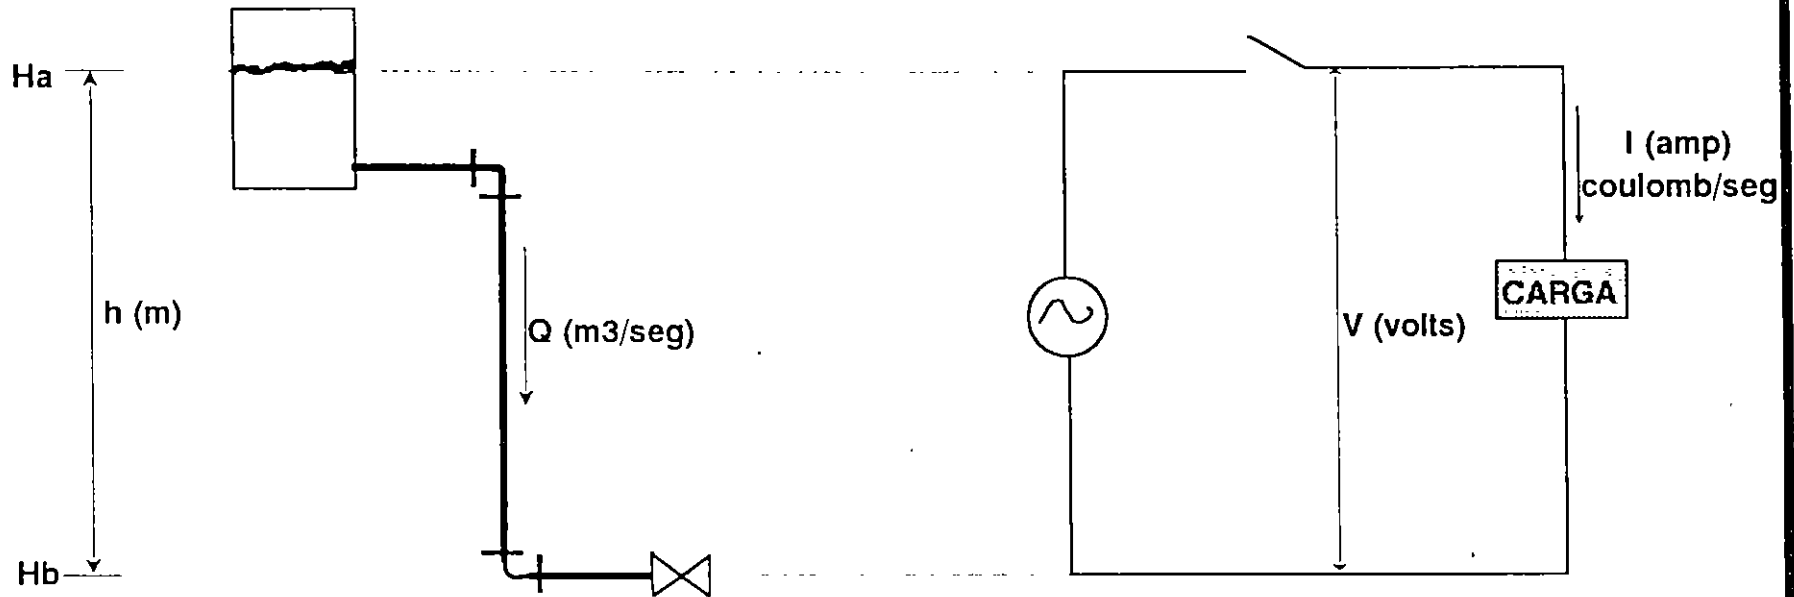 Ha
h (m)
Hb
Q (m3/seg)
V (volts)
I (amp)
coulomb/seg
CARGA